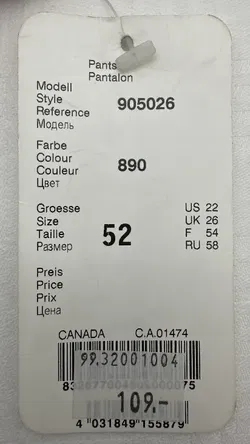 Pants
Pantalon
Modell
Style
Reference
Модель
905026
Farbe
Colour
Couleur
Цвет
890
Groesse
Size
Taille
Размер
52
US 22
UK 26
F 54
RU 58
Preis
Price
Prix
Цена
CANADA C.A.01474
99.32001004
109.-
4 031849 155879